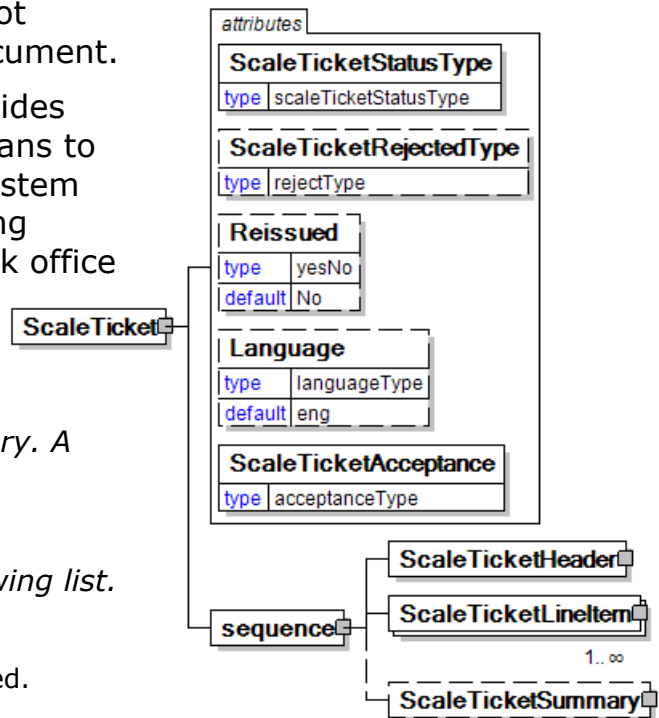 ot
cument.
ides
ans to
stem
ng
k office
ry. A
wing list.
ed.
ScaleTicket
attributes
ScaleTicketStatusType
type scaleTicketStatusType
ScaleTicketRejectedType
type rejectType
Reissued
type yesNo
default No
Language
type languageType
default eng
ScaleTicketAcceptance
type acceptanceType
sequence
ScaleTicketHeader
ScaleTicketLineItem
1.. ∞
ScaleTicketSummary